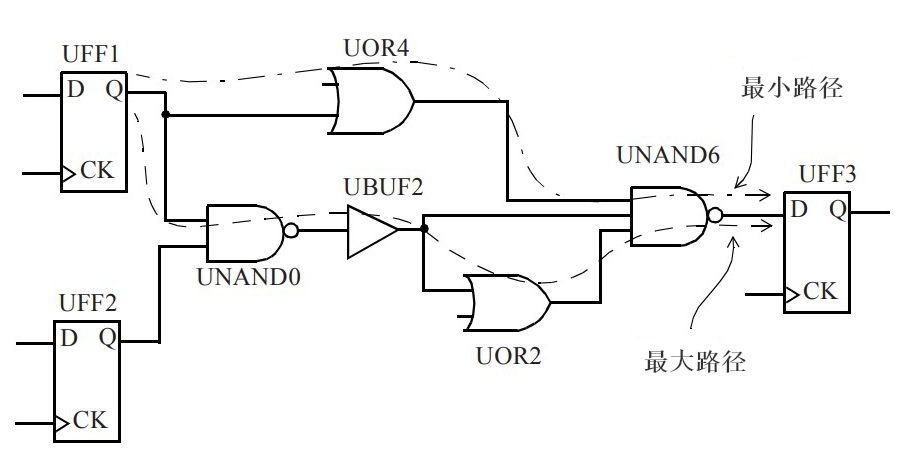 UFF1
D Q
CK
UOR4
最小路径
UNAND6
UFF3
D Q
CK
UBUF2
UNAND0
UFF2
D Q
CK
UOR2
最大路径